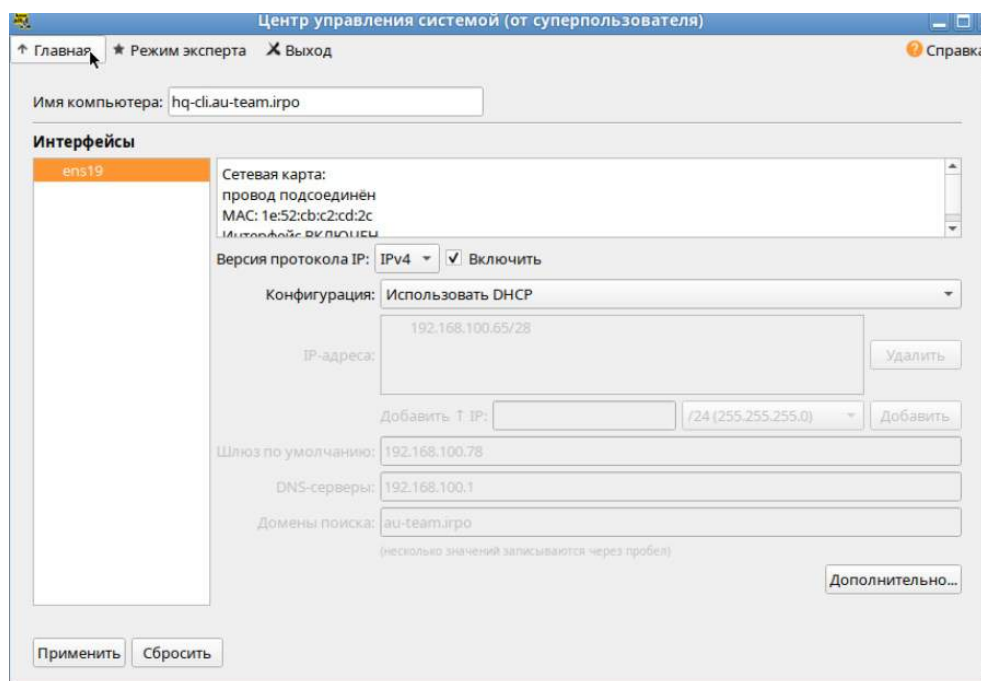 Центр управления системой (от суперпользователя)
Главная Режим эксперта Выход Справка
Имя компьютера: hq-cli.au-team.irpo
Интерфейсы
ens19
Сетевая карта:
провод подсоединён
MAC: 1e:52:cb:c2:cd:2c
Интерфейс ВКЛЮЧЕН
Версия протокола IP: IPv4 Включить
Конфигурация: Использовать DHCP
192.168.100.65/28
IP-адреса: Удалить
Добавить ↑ IP: /24 (255.255.255.0) Добавить
Шлюз по умолчанию: 192.168.100.78
DNS-серверы: 192.168.100.1
Домены поиска: au-team.irpo
(несколько значений записываются через пробел)
Дополнительно...
Применить Сбросить